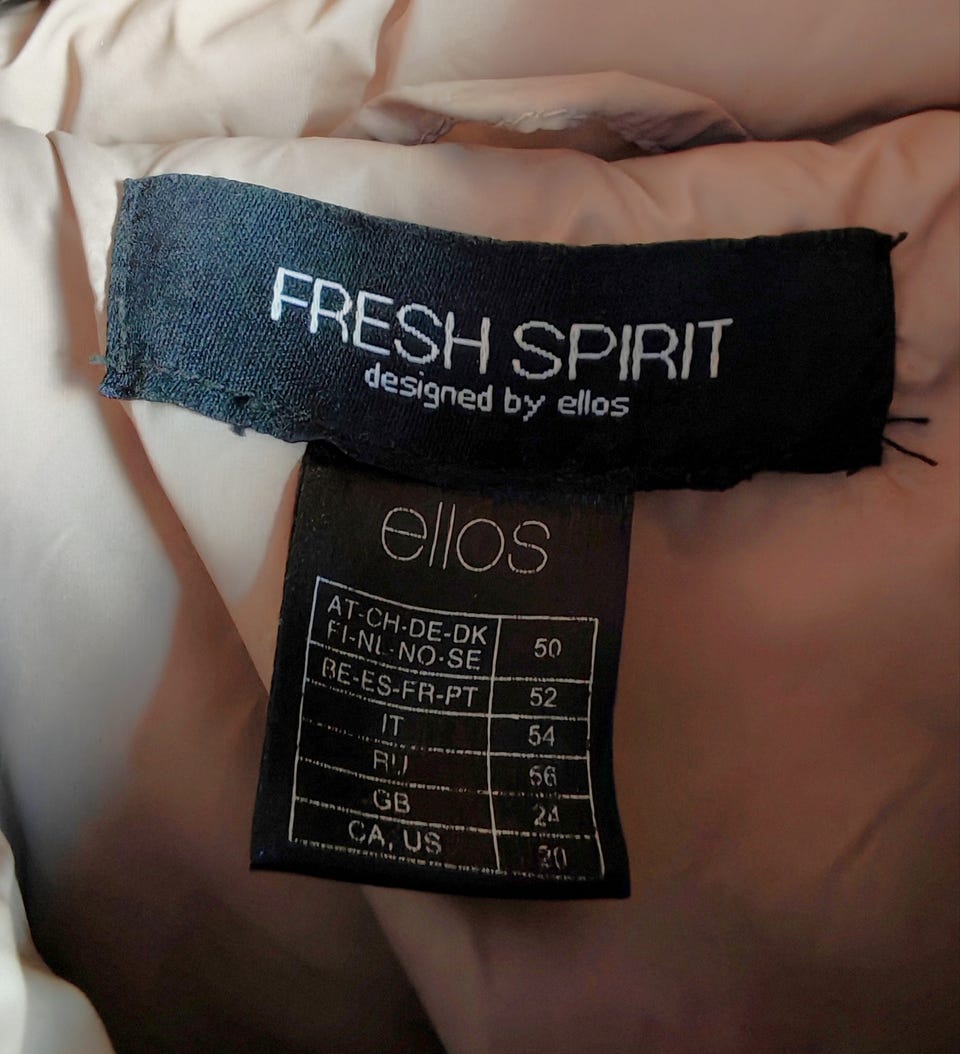 FRESH SPIRIT
designed by ellos
ellos
AT-CH-DE-DK
FI-NL-NO-SE 50
BE-ES-FR-PT 52
IT 54
RU 56
GB 24
CA, US 20